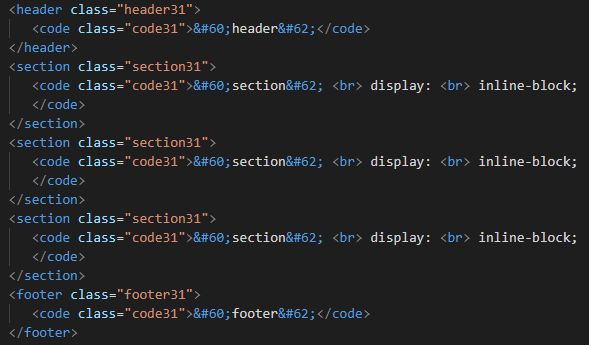 <header class="header31">
<code class="code31">&#60;header&#62;</code>
</header>
<section class="section31">
<code class="code31">&#60;section&#62; <br> display: <br> inline-block;
</code>
</section>
<section class="section31">
<code class="code31">&#60;section&#62; <br> display: <br> inline-block;
</code>
</section>
<section class="section31">
<code class="code31">&#60;section&#62; <br> display: <br> inline-block;
</code>
</section>
<footer class="footer31">
<code class="code31">&#60;footer&#62;</code>
</footer>